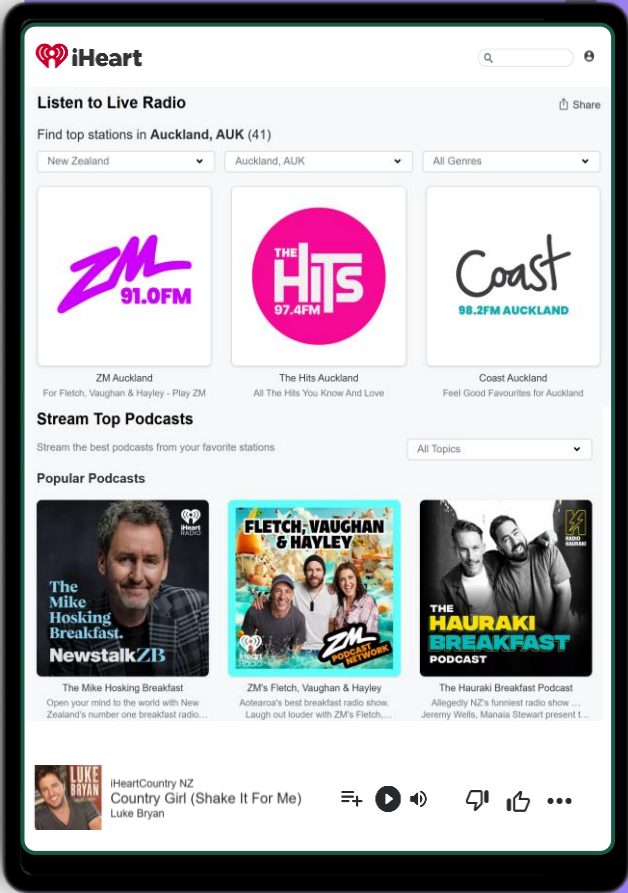 iHeart
Listen to Live Radio
Share
Find top stations in Auckland, AUK (41)
New Zealand
Auckland, AUK
All Genres
ZM
91.0FM
THE
HITS
97.4FM
Coast
98.2FM AUCKLAND
ZM Auckland
The Hits Auckland
Coast Auckland
For Fletch, Vaughan & Hayley - Play ZM
All The Hits You Know And Love
Feel Good Favourites for Auckland
Stream Top Podcasts
Stream the best podcasts from your favorite stations
All Topics
Popular Podcasts
iHeart
RADIO
The
Mike
Hosking
Breakfast.
NewstalkZB
FLETCH, VAUGHAN
& HAYLEY
iHeart
RADIO
ZM
PODCAST
NETWORK
RADIO
HAURAKI
THE
HAURAKI
BREAKFAST
PODCAST
The Mike Hosking Breakfast
ZM's Fletch, Vaughan & Hayley
The Hauraki Breakfast Podcast
Open your mind to the world with New
Zealand's number one breakfast radio...
Aotearoa's best breakfast radio show.
Laugh out louder with ZM's Fletch,...
Allegedly NZ's funniest radio show ...
Jeremy Wells, Manaia Stewart present t...
LUKE
BRYAN
iHeartCountry NZ
Country Girl (Shake It For Me)
Luke Bryan